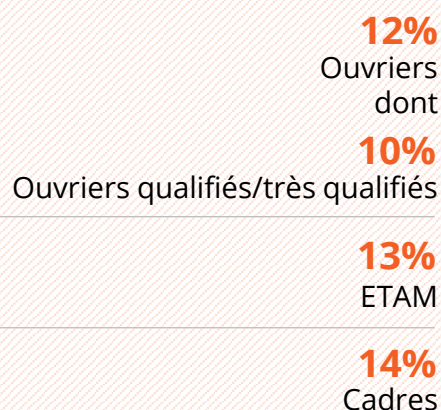 12%
Ouvriers
dont
10%
Ouvriers qualifiés/très qualifiés
13%
ETAM
14%
Cadres